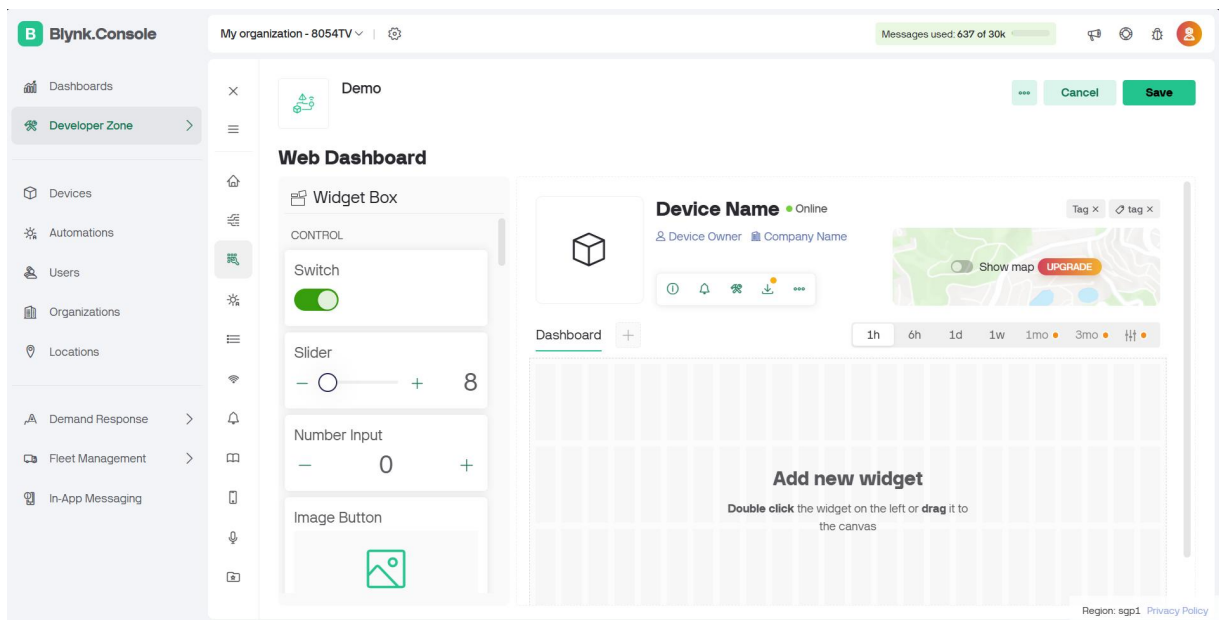 B Blynk.Console
My organization - 8054TV
Messages used: 637 of 30k
Dashboards
Developer Zone
Devices
Automations
Users
Organizations
Locations
Demand Response
Fleet Management
In-App Messaging
Demo
Cancel
Save
Web Dashboard
Widget Box
CONTROL
Switch
Slider
− + 8
Number Input
− 0 +
Image Button
Device Name Online
Device Owner Company Name
Tag × tag ×
Show map UPGRADE
Dashboard +
1h 6h 1d 1w 1mo 3mo
Add new widget
Double click the widget on the left or drag it to
the canvas
Region: sgp1 Privacy Policy